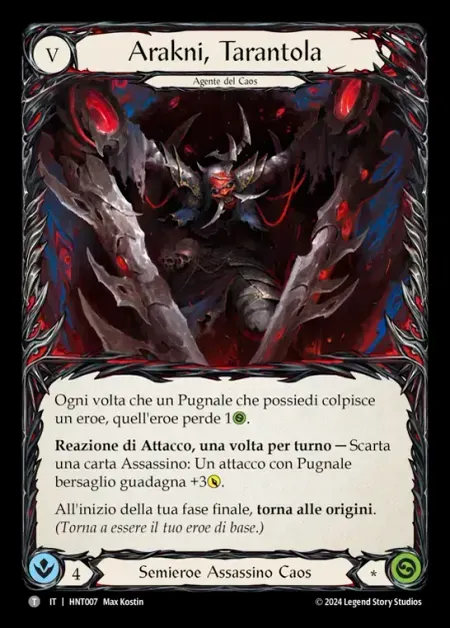 V
Arakni, Tarantola
Agente del Caos
Ogni volta che un Pugnale che possiedi colpisce
un eroe, quell'eroe perde 1.
Reazione di Attacco, una volta per turno — Scarta
una carta Assassino: Un attacco con Pugnale
bersaglio guadagna +3.
All'inizio della tua fase finale, torna alle origini.
(Torna a essere il tuo eroe di base.)
4
Semieroe Assassino Caos
*
T IT | HNT007 Max Kostin
© 2024 Legend Story Studios